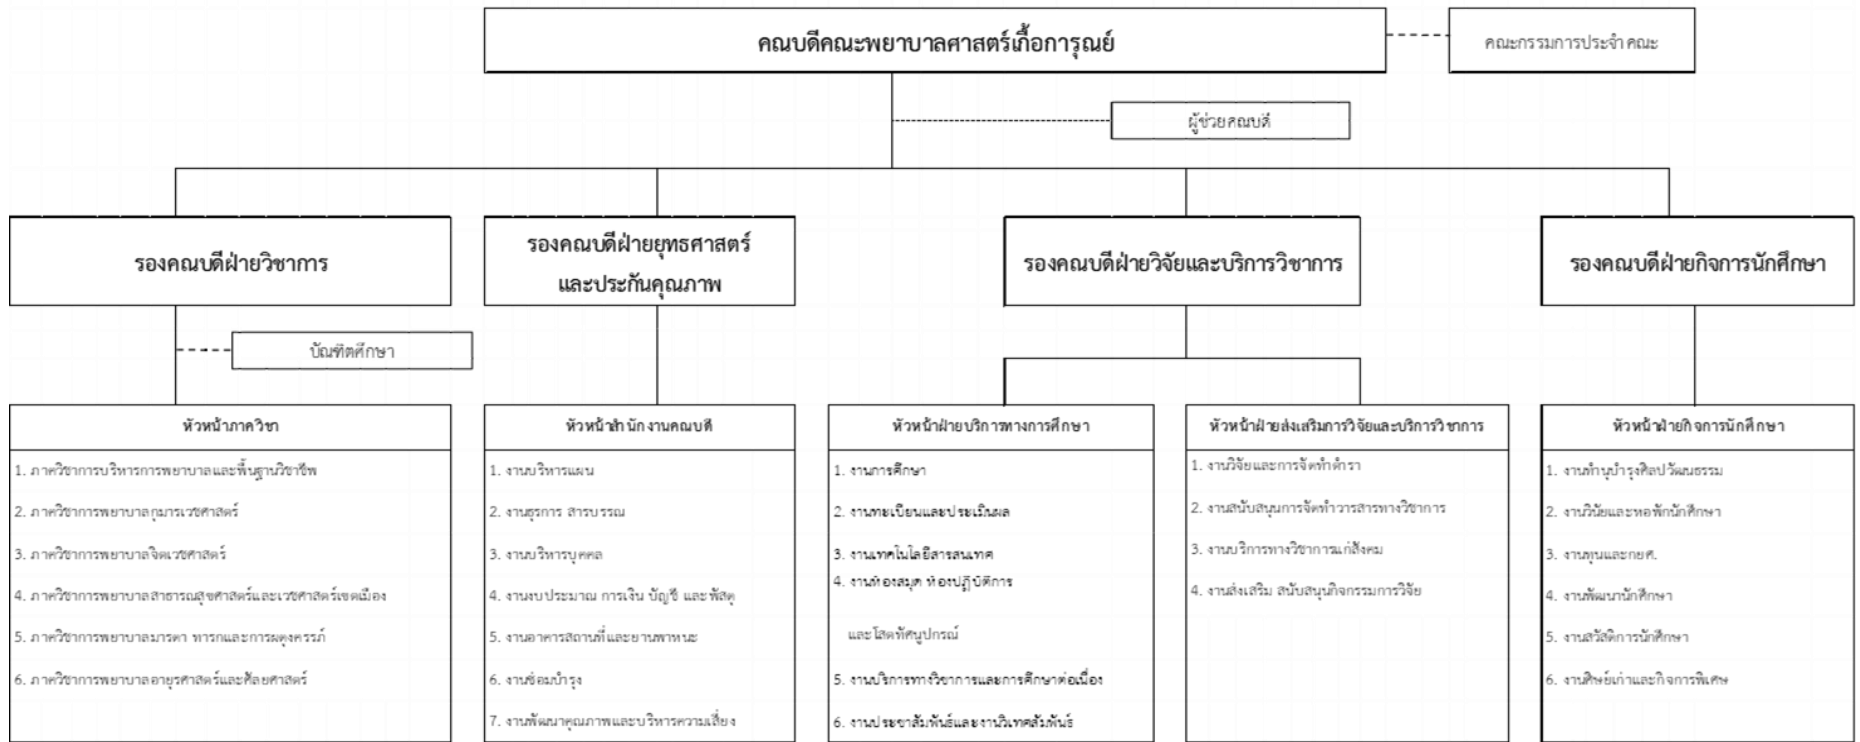 คณบดีคณะพยาบาลศาสตร์เกื้อการุณย์
คณะกรรมการประจำคณะ
ผู้ช่วยคณบดี
รองคณบดีฝ่ายวิชาการ
รองคณบดีฝ่ายยุทธศาสตร์
และประกันคุณภาพ
รองคณบดีฝ่ายวิจัยและบริการวิชาการ
รองคณบดีฝ่ายกิจการนักศึกษา
บัณฑิตศึกษา
หัวหน้าภาควิชา
1. ภาควิชาการบริหารการพยาบาลและพื้นฐานวิชาชีพ
2. ภาควิชาการพยาบาลกุมารเวชศาสตร์
3. ภาควิชาการพยาบาลจิตเวชศาสตร์
4. ภาควิชาการพยาบาลสาธารณสุขศาสตร์และเวชศาสตร์เขตเมือง
5. ภาควิชาการพยาบาลมารดา ทารกและการผดุงครรภ์
6. ภาควิชาการพยาบาลอายุรศาสตร์และศัลยศาสตร์
หัวหน้าสำนักงานคณบดี
1. งานบริหารแผน
2. งานธุรการ สารบรรณ
3. งานบริหารบุคคล
4. งานงบประมาณ การเงิน บัญชี และพัสดุ
5. งานอาคารสถานที่และยานพาหนะ
6. งานซ่อมบำรุง
7. งานพัฒนาคุณภาพและบริหารความเสี่ยง
หัวหน้าฝ่ายบริการทางการศึกษา
1. งานการศึกษา
2. งานทะเบียนและประเมินผล
3. งานเทคโนโลยีสารสนเทศ
4. งานห้องสมุด ห้องปฏิบัติการ
และโสตทัศนูปกรณ์
5. งานบริการทางวิชาการและการศึกษาต่อเนื่อง
6. งานประชาสัมพันธ์และงานวิเทศสัมพันธ์
หัวหน้าฝ่ายส่งเสริมการวิจัยและบริการวิชาการ
1. งานวิจัยและการจัดทำตำรา
2. งานสนับสนุนการจัดทำวารสารทางวิชาการ
3. งานบริการทางวิชาการแก่สังคม
4. งานส่งเสริม สนับสนุนกิจกรรมการวิจัย
หัวหน้าฝ่ายกิจการนักศึกษา
1. งานทำนุบำรุงศิลปวัฒนธรรม
2. งานวินัยและหอพักนักศึกษา
3. งานทุนและกยศ.
4. งานพัฒนานักศึกษา
5. งานสวัสดิการนักศึกษา
6. งานศิษย์เก่าและกิจการพิเศษ